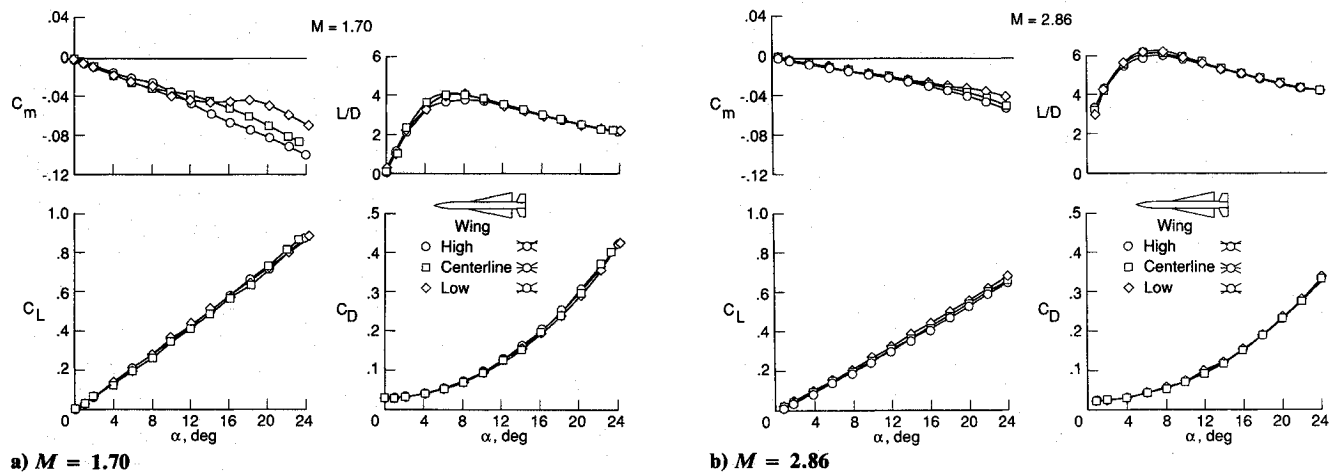 M = 1.70
.04
0
-.04
-.08
-.12
C_m
6
4
2
0
L/D
1.0
.8
.6
.4
.2
0
C_L
0 4 8 12 16 20 24
α, deg
.5
.4
.3
.2
.1
0
C_D
Wing
High
Centerline
Low
0 4 8 12 16 20 24
α, deg
a) M = 1.70
M = 2.86
.04
0
-.04
-.08
-.12
C_m
6
4
2
0
L/D
1.0
.8
.6
.4
.2
0
C_L
0 4 8 12 16 20 24
α, deg
.5
.4
.3
.2
.1
0
C_D
Wing
High
Centerline
Low
0 4 8 12 16 20 24
α, deg
b) M = 2.86